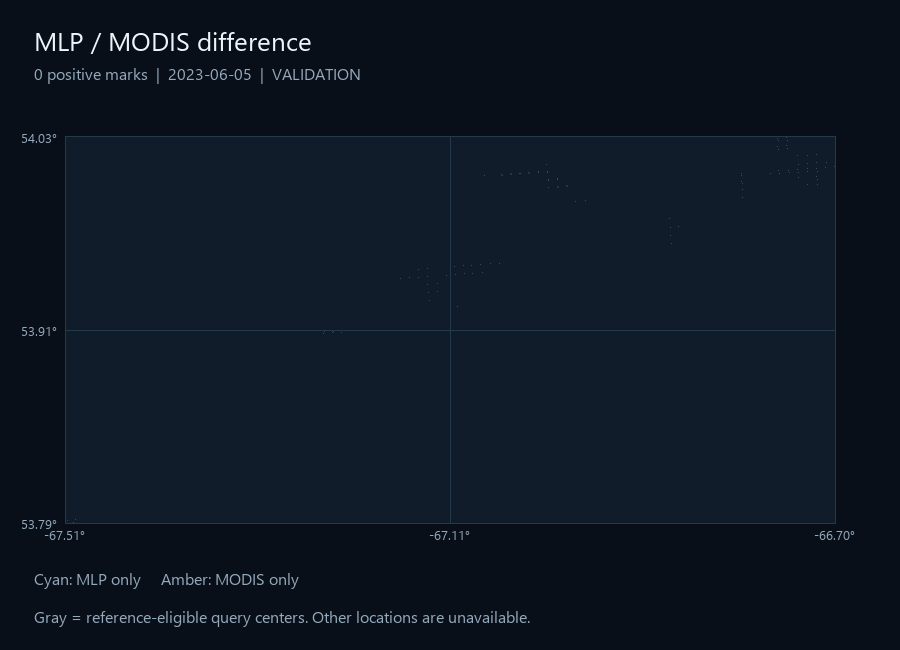 MLP / MODIS difference
0 positive marks | 2023-06-05 | VALIDATION
54.03°
53.91°
53.79°
-67.51° -67.11° -66.70°
Cyan: MLP only Amber: MODIS only
Gray = reference-eligible query centers. Other locations are unavailable.